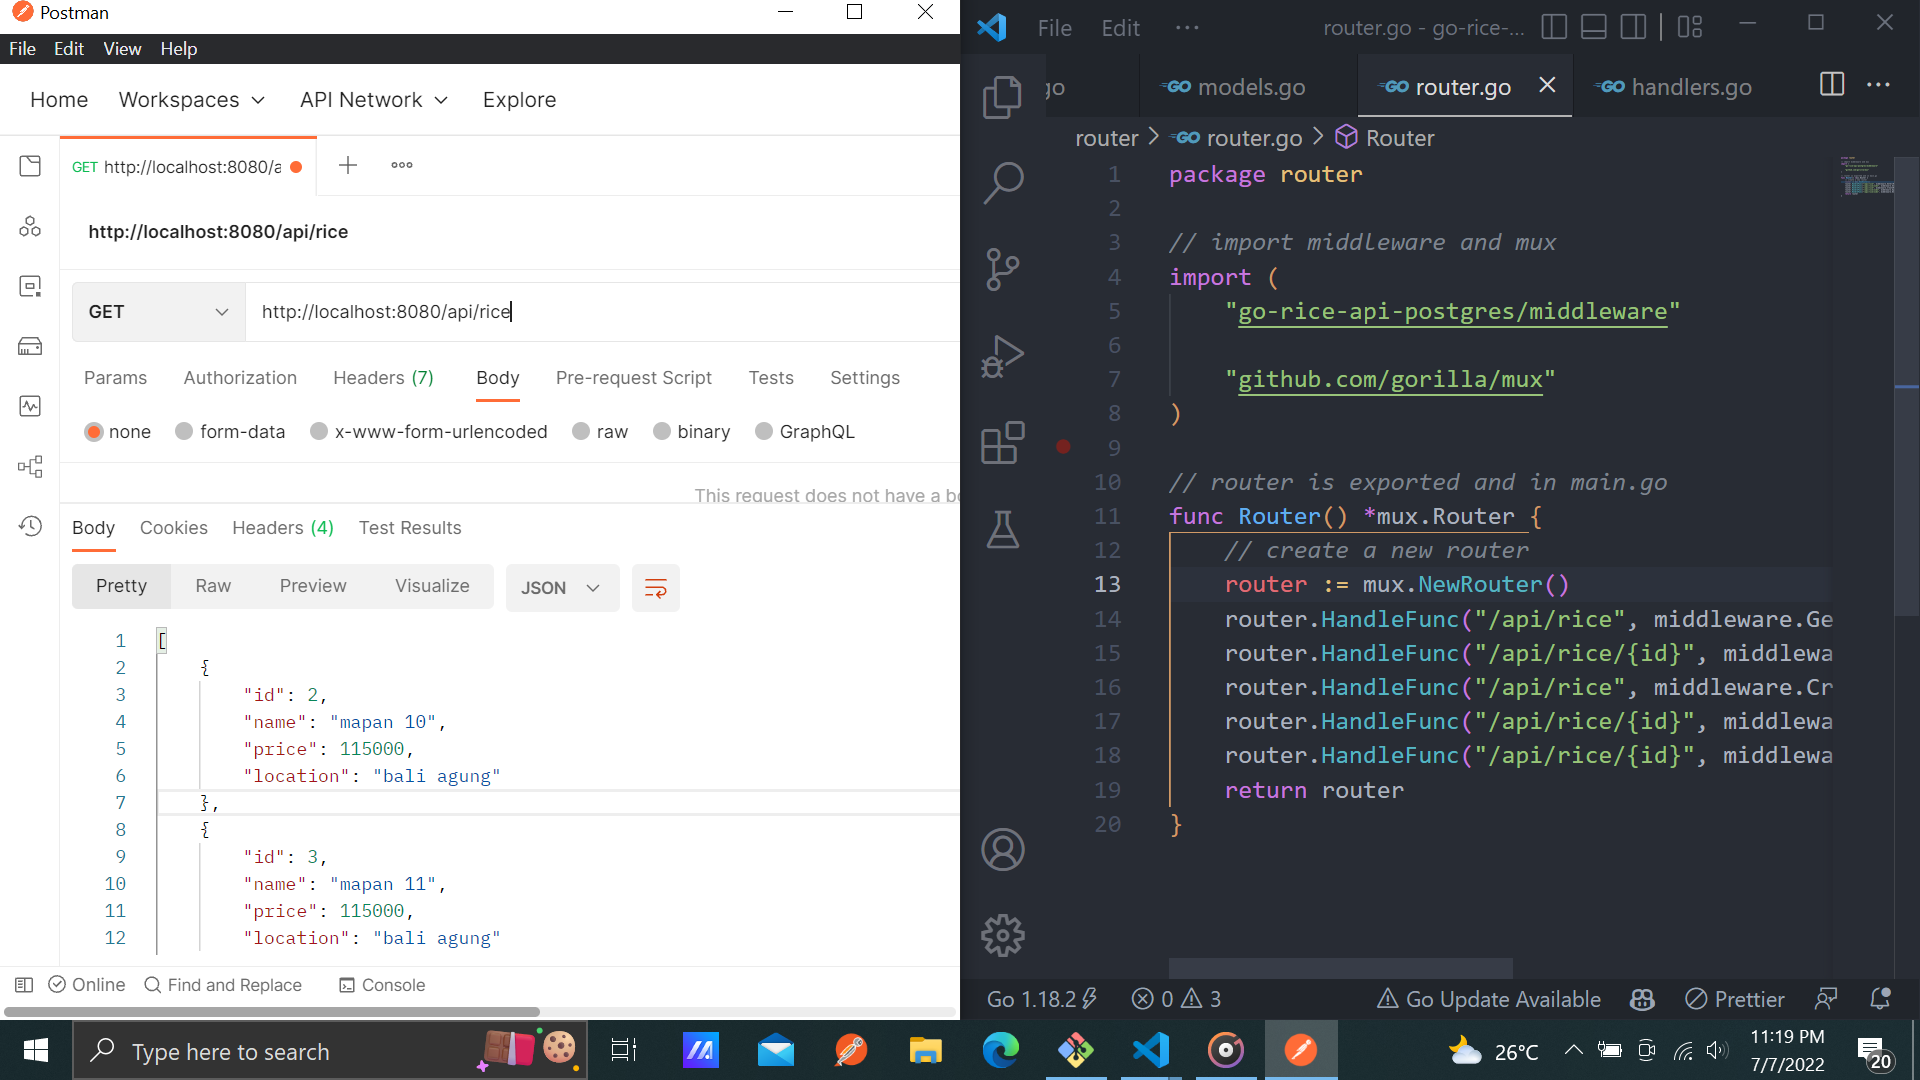 Postman
File Edit View Help
Home Workspaces API Network Explore
GET http://localhost:8080/a
http://localhost:8080/api/rice
GET http://localhost:8080/api/rice
Params Authorization Headers (7) Body Pre-request Script Tests Settings
none form-data x-www-form-urlencoded raw binary GraphQL
This request does not have a bo
Body Cookies Headers (4) Test Results
Pretty Raw Preview Visualize JSON
1 [
2 {
3 "id": 2,
4 "name": "mapan 10",
5 "price": 115000,
6 "location": "bali agung"
7 },
8 {
9 "id": 3,
10 "name": "mapan 11",
11 "price": 115000,
12 "location": "bali agung"
Online Find and Replace Console
File Edit ··· router.go - go-rice-...
go models.go router.go handlers.go
router > router.go > Router
1 package router
2
3 // import middleware and mux
4 import (
5 "go-rice-api-postgres/middleware"
6
7 "github.com/gorilla/mux"
8 )
9
10 // router is exported and in main.go
11 func Router() *mux.Router {
12 // create a new router
13 router := mux.NewRouter()
14 router.HandleFunc("/api/rice", middleware.Ge
15 router.HandleFunc("/api/rice/{id}", middlewa
16 router.HandleFunc("/api/rice", middleware.Cr
17 router.HandleFunc("/api/rice/{id}", middlewa
18 router.HandleFunc("/api/rice/{id}", middlewa
19 return router
20 }
Go 1.18.2 0 3 Go Update Available Prettier
Type here to search
26°C
11:19 PM
7/7/2022
20